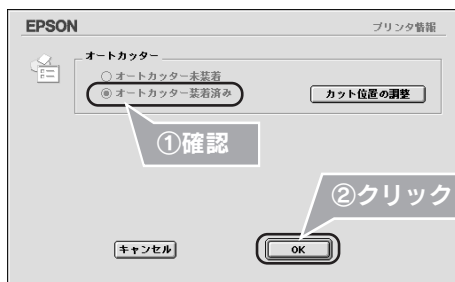 EPSON
プリンタ情報
オートカッター
オートカッター未装着
オートカッター装着済み
カット位置の調整
①確認
②クリック
キャンセル
OK